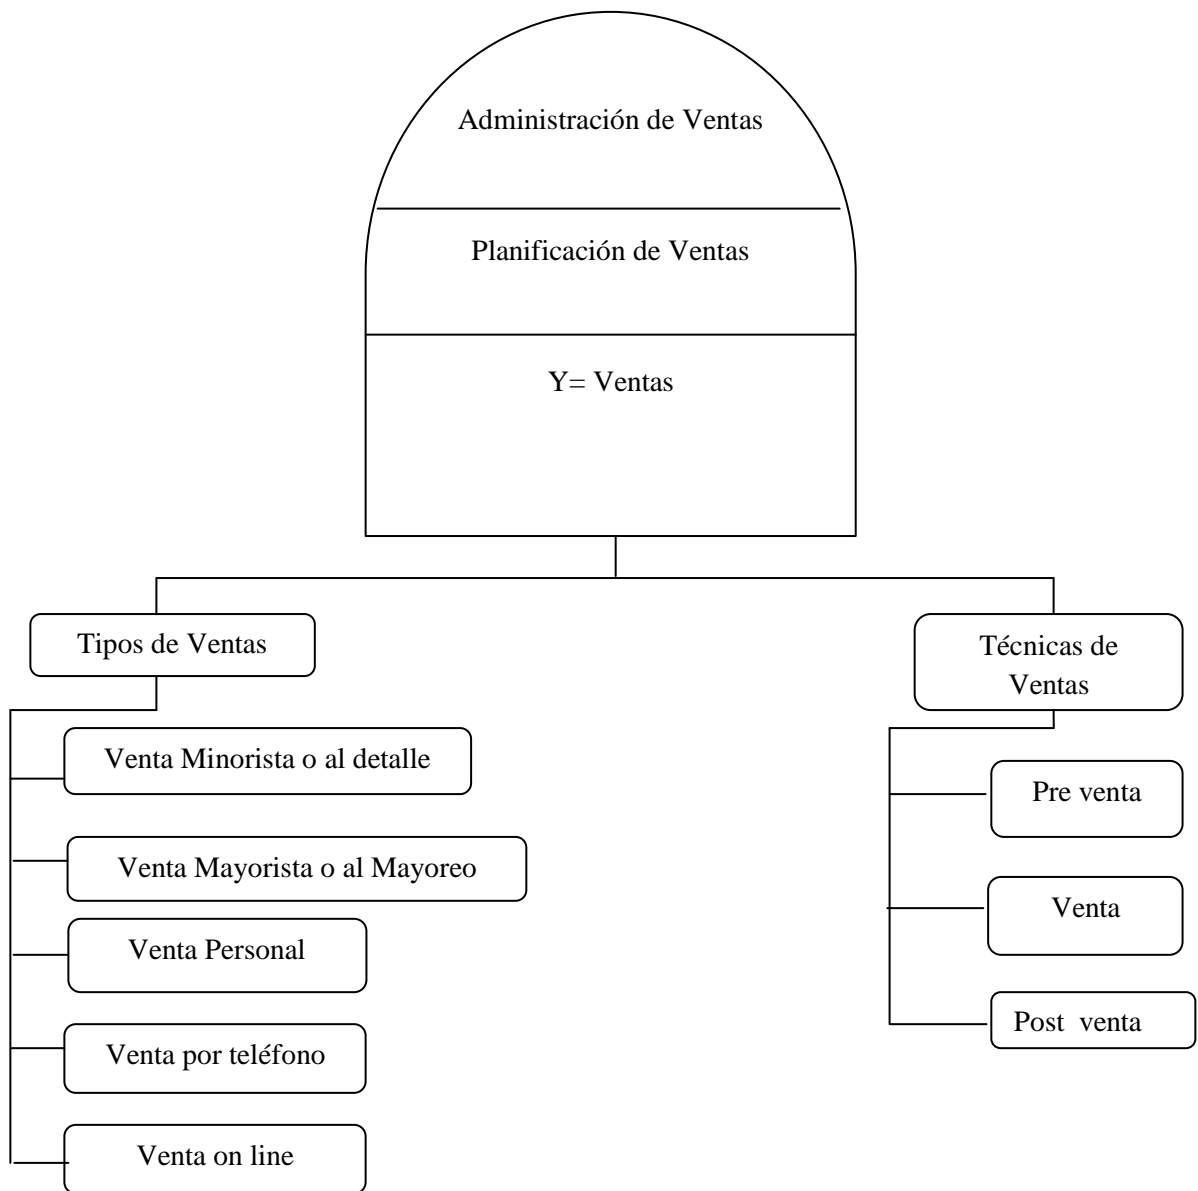 Administración de Ventas
Planificación de Ventas
Y= Ventas
Tipos de Ventas
Venta Minorista o al detalle
Venta Mayorista o al Mayoreo
Venta Personal
Venta por teléfono
Venta on line
Técnicas de
Ventas
Pre venta
Venta
Post venta